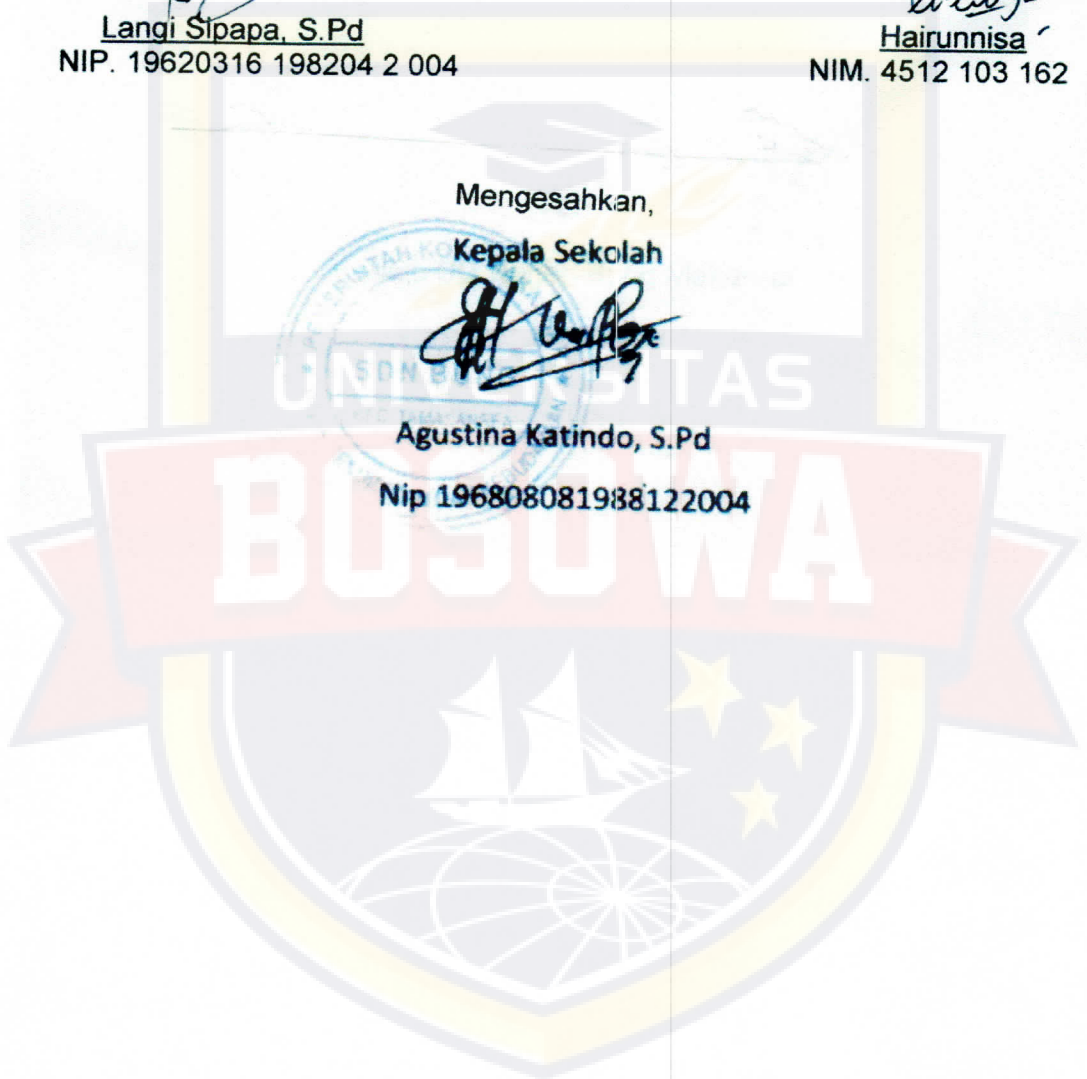 Langi Sipapa, S.Pd
NIP. 19620316 198204 2 004
Hairunnisa
NIM. 4512 103 162
Mengesahkan,
Kepala Sekolah
SDN
Agustina Katindo, S.Pd
Nip 196808081988122004
UNIVERSITAS
BOSOWA